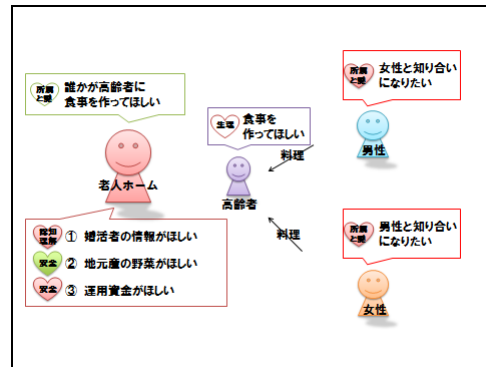 所属
と愛
誰かが高齢者に
食事を作ってほしい
老人ホーム
認知
理解
① 婚活者の情報がほしい
安全
② 地元産の野菜がほしい
安全
③ 運用資金がほしい
生理
食事を
作ってほしい
高齢者
料理
料理
所属
と愛
女性と知り合い
になりたい
男性
所属
と愛
男性と知り合い
になりたい
女性